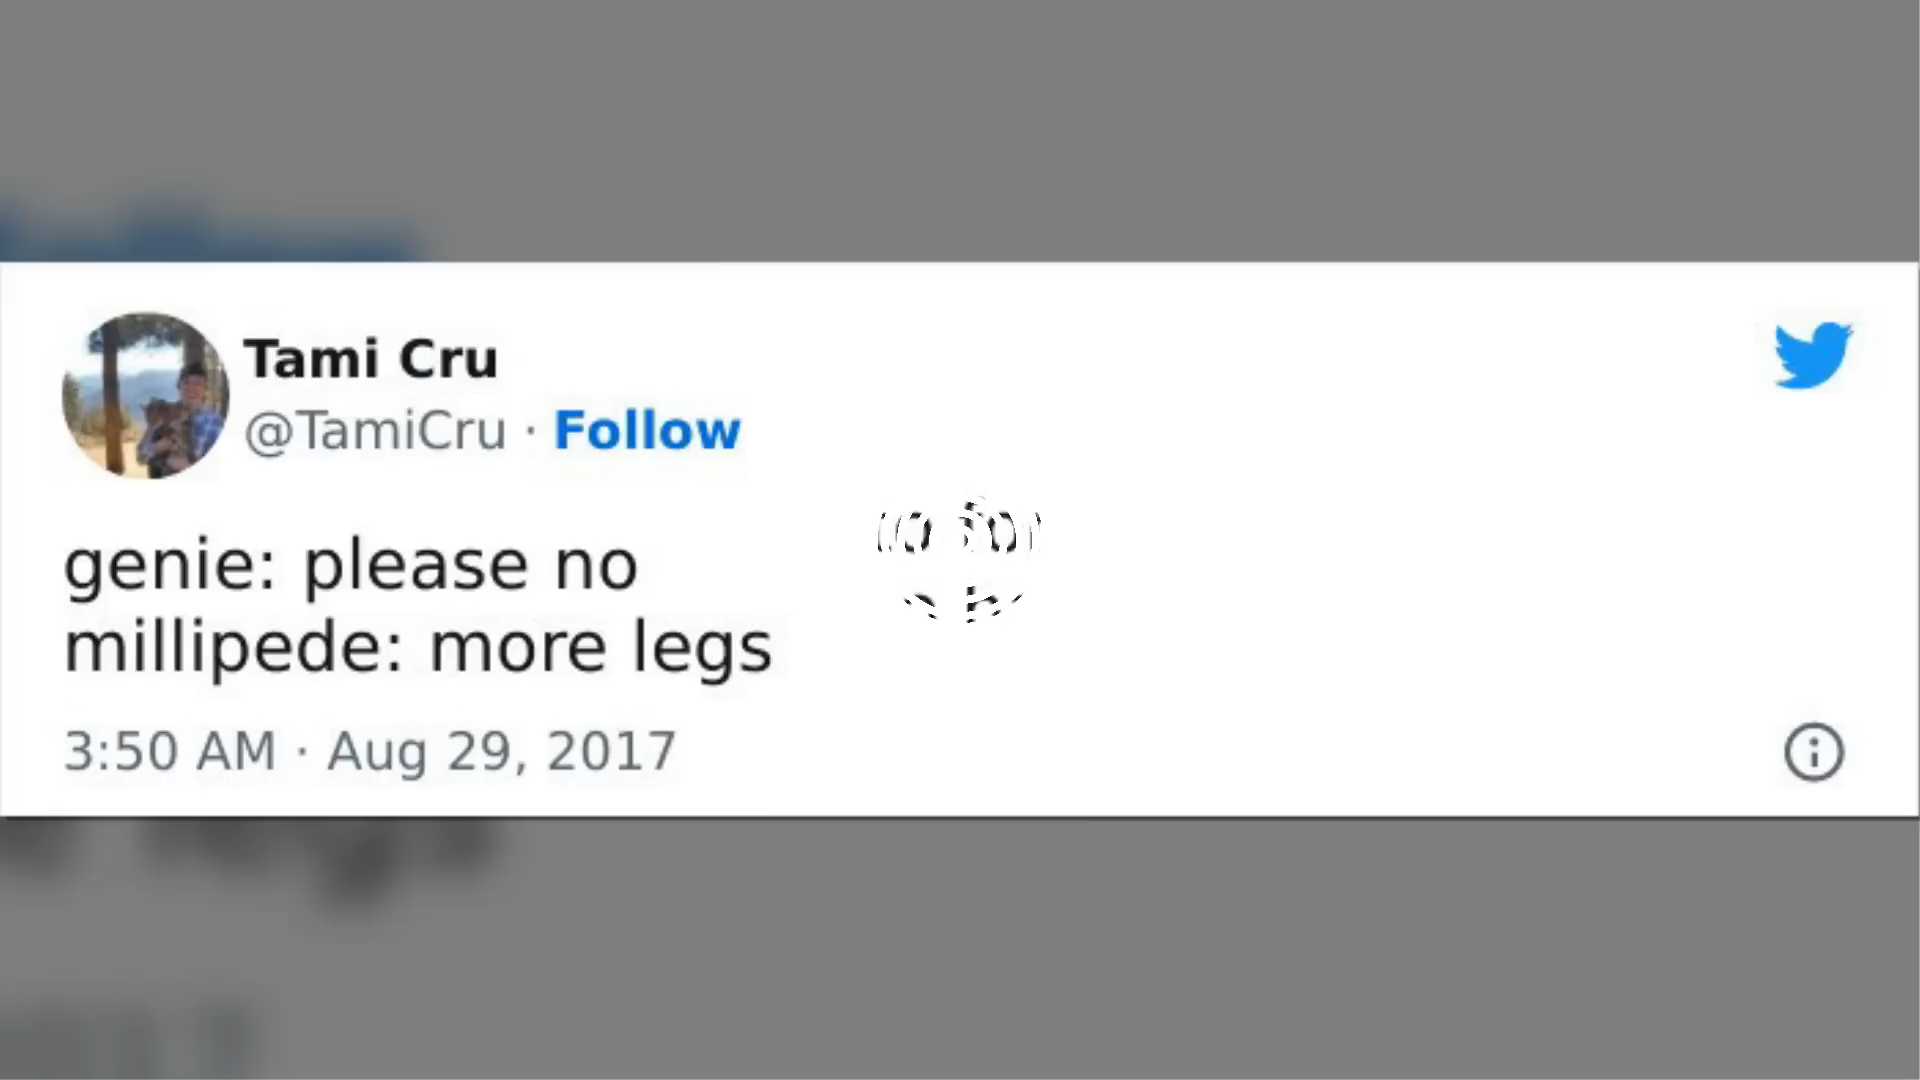 Tami Cru
@TamiCru · Follow
genie: please no
millipede: more legs
3:50 AM · Aug 29, 2017